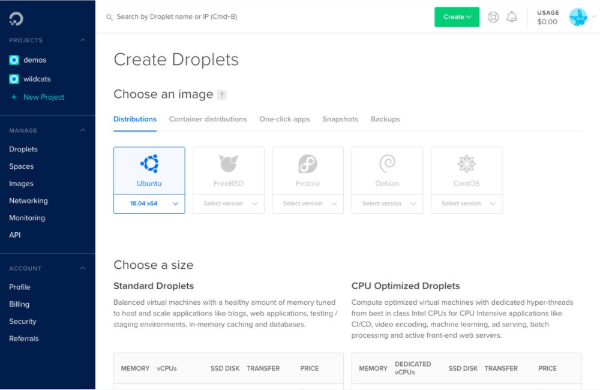 Search by Droplet name or IP (Cmd+B)
Create
USAGE
$0.00
PROJECTS
demos
wildcats
+ New Project
MANAGE
Droplets
Spaces
Images
Networking
Monitoring
API
ACCOUNT
Profile
Billing
Security
Referrals
Create Droplets
Choose an image ?
Distributions Container distributions One-click apps Snapshots Backups
Ubuntu FreeBSD Fedora Debian CentOS
18.04 x64 Select version Select version Select version Select version
Choose a size
Standard Droplets
Balanced virtual machines with a healthy amount of memory tuned
to host and scale applications like blogs, web applications, testing /
staging environments, in-memory caching and databases.
MEMORY vCPUs SSD DISK TRANSFER PRICE
CPU Optimized Droplets
Compute optimized virtual machines with dedicated hyper-threads
from best in class Intel CPUs for CPU Intensive applications like
CI/CD, video encoding, machine learning, ad serving, batch
processing and active front-end web servers.
MEMORY DEDICATED vCPUs SSD DISK TRANSFER PRICE